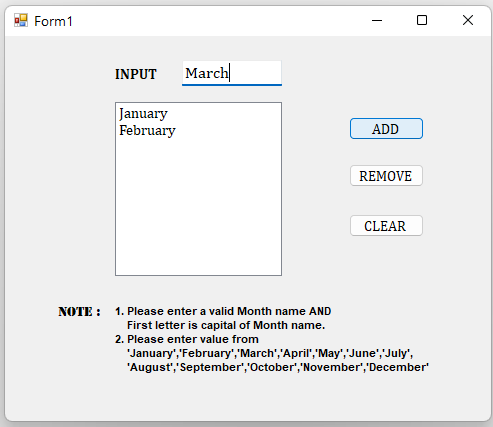 Form1
INPUT
March
January
February
ADD
REMOVE
CLEAR
NOTE :
1. Please enter a valid Month name AND
First letter is capital of Month name.
2. Please enter value from
'January','February','March','April','May','June','July',
'August','September','October','November','December'